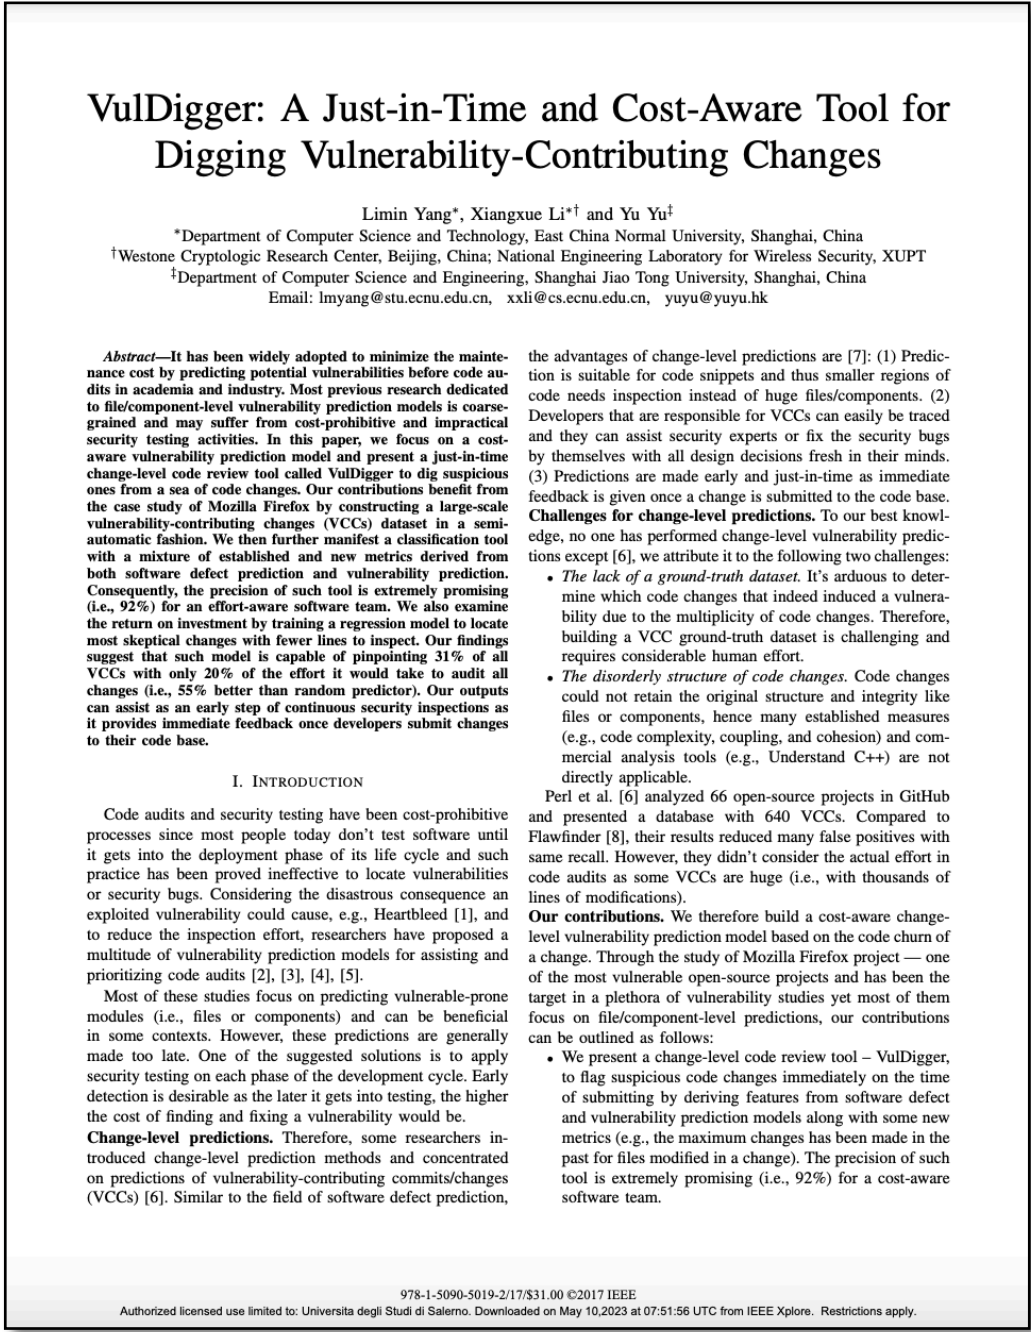 VulDigger: A Just-in-Time and Cost-Aware Tool for
Digging Vulnerability-Contributing Changes
Limin Yang*, Xiangxue Li*† and Yu Yu‡
*Department of Computer Science and Technology, East China Normal University, Shanghai, China
†Westone Cryptologic Research Center, Beijing, China; National Engineering Laboratory for Wireless Security, XUPT
‡Department of Computer Science and Engineering, Shanghai Jiao Tong University, Shanghai, China
Email: lmyang@stu.ecnu.edu.cn, xxli@cs.ecnu.edu.cn, yuyu@yuyu.hk
Abstract—It has been widely adopted to minimize the mainte-
nance cost by predicting potential vulnerabilities before code au-
dits in academia and industry. Most previous research dedicated
to file/component-level vulnerability prediction models is coarse-
grained and may suffer from cost-prohibitive and impractical
security testing activities. In this paper, we focus on a cost-
aware vulnerability prediction model and present a just-in-time
change-level code review tool called VulDigger to dig suspicious
ones from a sea of code changes. Our contributions benefit from
the case study of Mozilla Firefox by constructing a large-scale
vulnerability-contributing changes (VCCs) dataset in a semi-
automatic fashion. We then further manifest a classification tool
with a mixture of established and new metrics derived from
both software defect prediction and vulnerability prediction.
Consequently, the precision of such tool is extremely promising
(i.e., 92%) for an effort-aware software team. We also examine
the return on investment by training a regression model to locate
most skeptical changes with fewer lines to inspect. Our findings
suggest that such model is capable of pinpointing 31% of all
VCCs with only 20% of the effort it would take to audit all
changes (i.e., 55% better than random predictor). Our outputs
can assist as an early step of continuous security inspections as
it provides immediate feedback once developers submit changes
to their code base.
I. INTRODUCTION
Code audits and security testing have been cost-prohibitive
processes since most people today don't test software until
it gets into the deployment phase of its life cycle and such
practice has been proved ineffective to locate vulnerabilities
or security bugs. Considering the disastrous consequence an
exploited vulnerability could cause, e.g., Heartbleed [1], and
to reduce the inspection effort, researchers have proposed a
multitude of vulnerability prediction models for assisting and
prioritizing code audits [2], [3], [4], [5].
Most of these studies focus on predicting vulnerable-prone
modules (i.e., files or components) and can be beneficial
in some contexts. However, these predictions are generally
made too late. One of the suggested solutions is to apply
security testing on each phase of the development cycle. Early
detection is desirable as the later it gets into testing, the higher
the cost of finding and fixing a vulnerability would be.
Change-level predictions. Therefore, some researchers in-
troduced change-level prediction methods and concentrated
on predictions of vulnerability-contributing commits/changes
(VCCs) [6]. Similar to the field of software defect prediction,
the advantages of change-level predictions are [7]: (1) Predic-
tion is suitable for code snippets and thus smaller regions of
code needs inspection instead of huge files/components. (2)
Developers that are responsible for VCCs can easily be traced
and they can assist security experts or fix the security bugs
by themselves with all design decisions fresh in their minds.
(3) Predictions are made early and just-in-time as immediate
feedback is given once a change is submitted to the code base.
Challenges for change-level predictions. To our best knowl-
edge, no one has performed change-level vulnerability predic-
tions except [6], we attribute it to the following two challenges:
• The lack of a ground-truth dataset. It's arduous to deter-
mine which code changes that indeed induced a vulnera-
bility due to the multiplicity of code changes. Therefore,
building a VCC ground-truth dataset is challenging and
requires considerable human effort.
• The disorderly structure of code changes. Code changes
could not retain the original structure and integrity like
files or components, hence many established measures
(e.g., code complexity, coupling, and cohesion) and com-
mercial analysis tools (e.g., Understand C++) are not
directly applicable.
Perl et al. [6] analyzed 66 open-source projects in GitHub
and presented a database with 640 VCCs. Compared to
Flawfinder [8], their results reduced many false positives with
same recall. However, they didn't consider the actual effort in
code audits as some VCCs are huge (i.e., with thousands of
lines of modifications).
Our contributions. We therefore build a cost-aware change-
level vulnerability prediction model based on the code churn of
a change. Through the study of Mozilla Firefox project — one
of the most vulnerable open-source projects and has been the
target in a plethora of vulnerability studies yet most of them
focus on file/component-level predictions, our contributions
can be outlined as follows:
• We present a change-level code review tool – VulDigger,
to flag suspicious code changes immediately on the time
of submitting by deriving features from software defect
and vulnerability prediction models along with some new
metrics (e.g., the maximum changes has been made in the
past for files modified in a change). The precision of such
tool is extremely promising (i.e., 92%) for a cost-aware
software team.
978-1-5090-5019-2/17/$31.00 ©2017 IEEE
Authorized licensed use limited to: Universita degli Studi di Salerno. Downloaded on May 10,2023 at 07:51:56 UTC from IEEE Xplore. Restrictions apply.